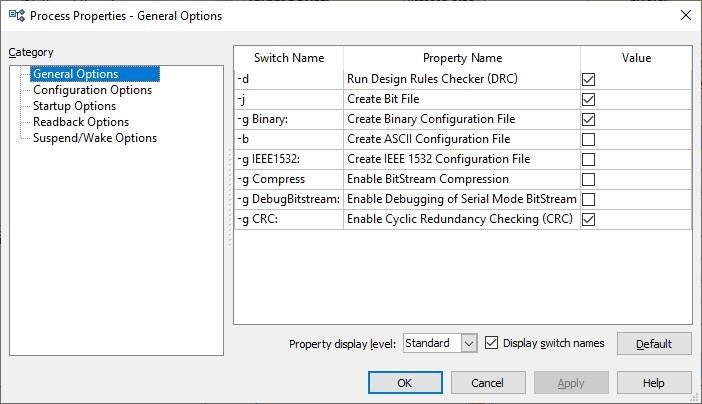 Process Properties - General Options
Category
General Options
Configuration Options
Startup Options
Readback Options
Suspend/Wake Options
Switch Name Property Name Value
-d Run Design Rules Checker (DRC)
-j Create Bit File
-g Binary: Create Binary Configuration File
-b Create ASCII Configuration File
-g IEEE1532: Create IEEE 1532 Configuration File
-g Compress Enable BitStream Compression
-g DebugBitstream: Enable Debugging of Serial Mode BitStream
-g CRC: Enable Cyclic Redundancy Checking (CRC)
Property display level: Standard Display switch names Default
OK Cancel Apply Help